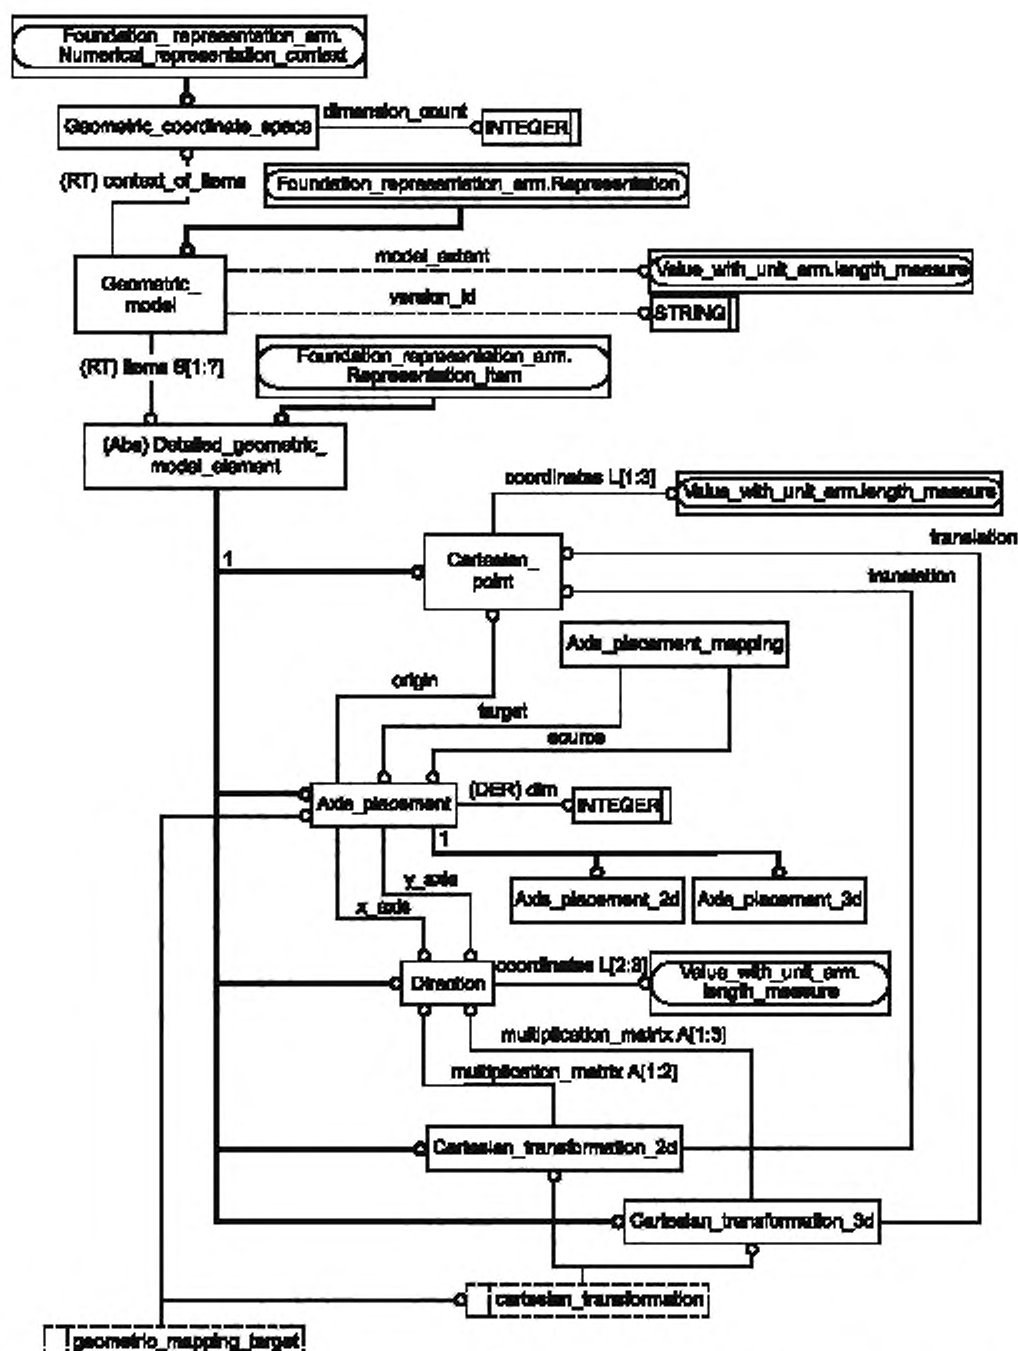 Foundation_representation_arm.
Numerical_representation_context
Geometric_coordinate_space
dimension_count
INTEGER
(RT) context_of_items
Foundation_representation_arm.Representation
Geometric_
model
model_extent
Value_with_unit_arm.length_measure
version_id
STRING
(RT) items S[1:?]
Foundation_representation_arm.
Representation_item
(Abs) Detailed_geometric_
model_element
coordinates L[1:3]
Value_with_unit_arm.length_measure
translation
1
Cartesian_
point
translation
Axis_placement_mapping
origin
target
source
Axis_placement
(DER) dim
INTEGER
1
y_axis
x_axis
Axis_placement_2d
Axis_placement_3d
Direction
coordinates L[2:3]
Value_with_unit_arm.
length_measure
multiplication_matrix A[1:3]
multiplication_matrix A[1:2]
Cartesian_transformation_2d
Cartesian_transformation_3d
cartesian_transformation
geometric_mapping_target